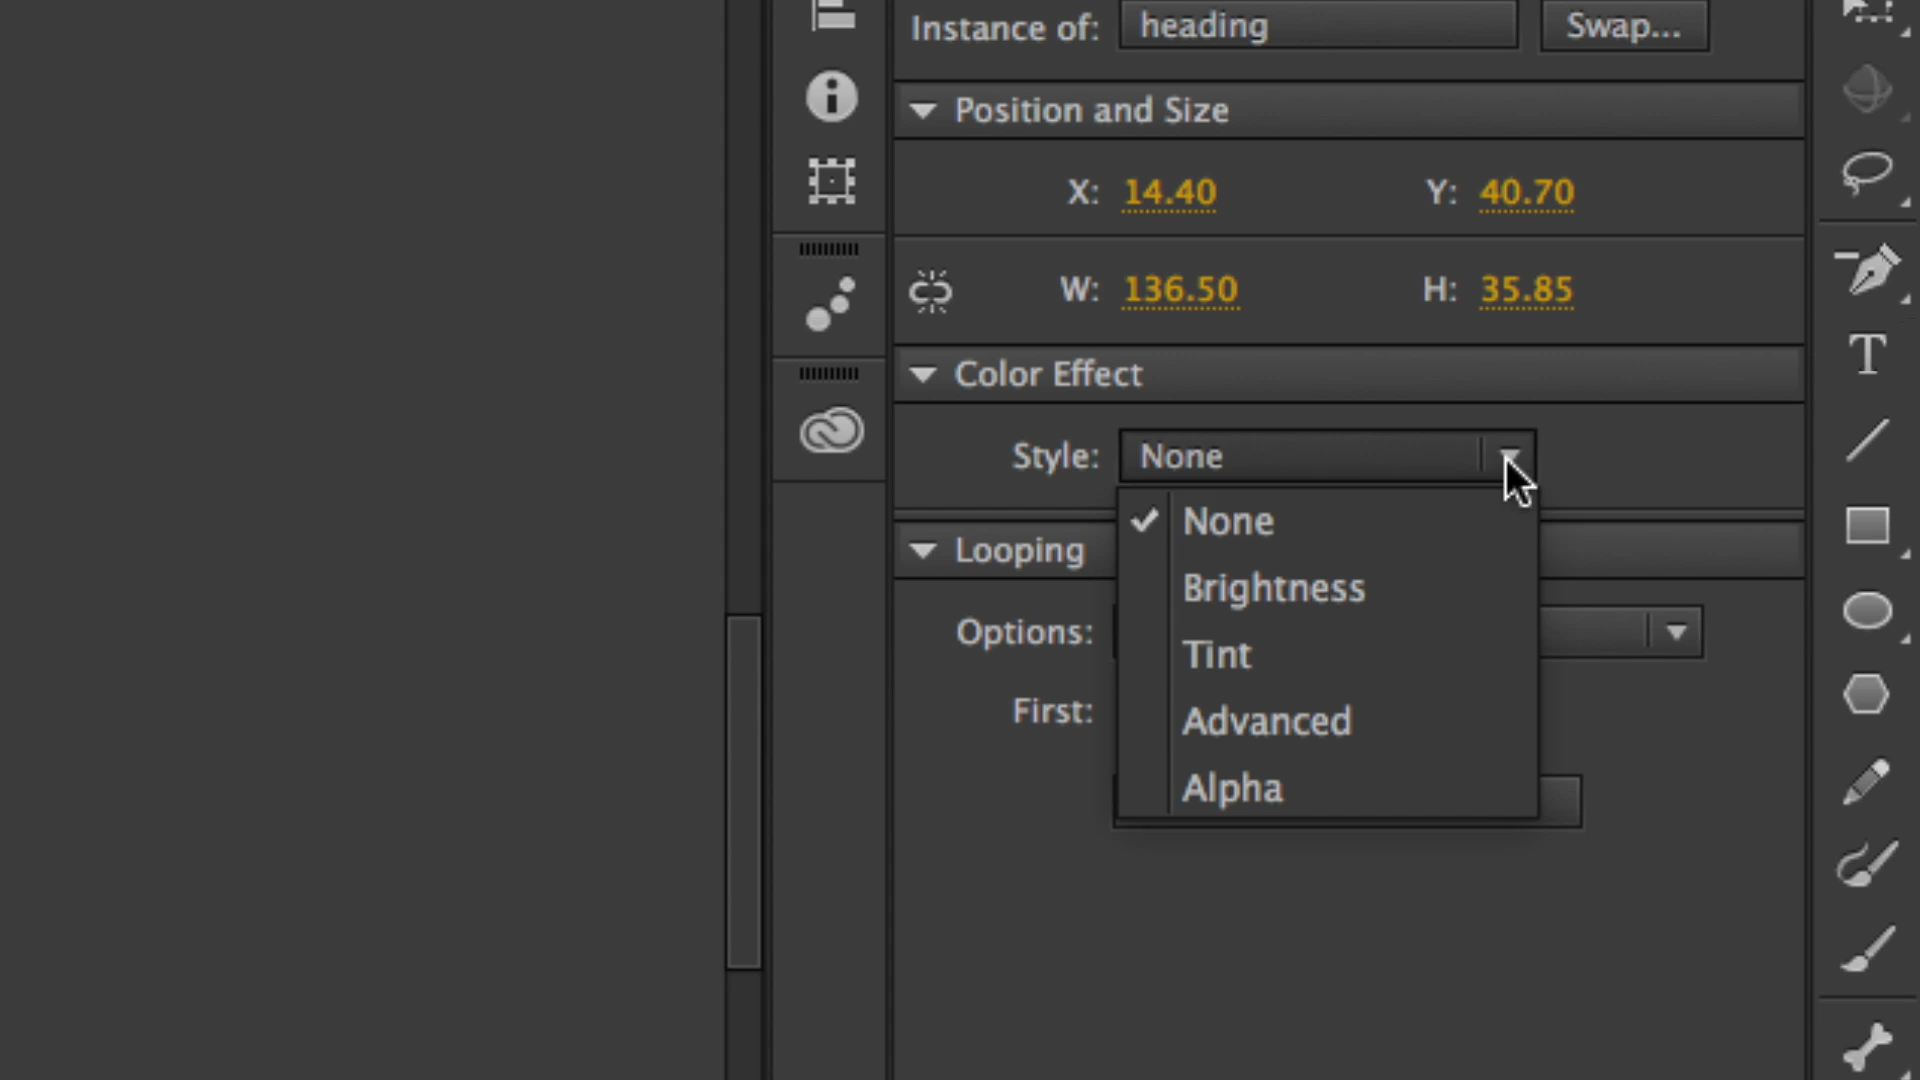 Instance of: heading Swap...
Position and Size
X: 14.40 Y: 40.70
W: 136.50 H: 35.85
Color Effect
Style: None
None
Looping
Brightness
Options:
Tint
First:
Advanced
Alpha
T